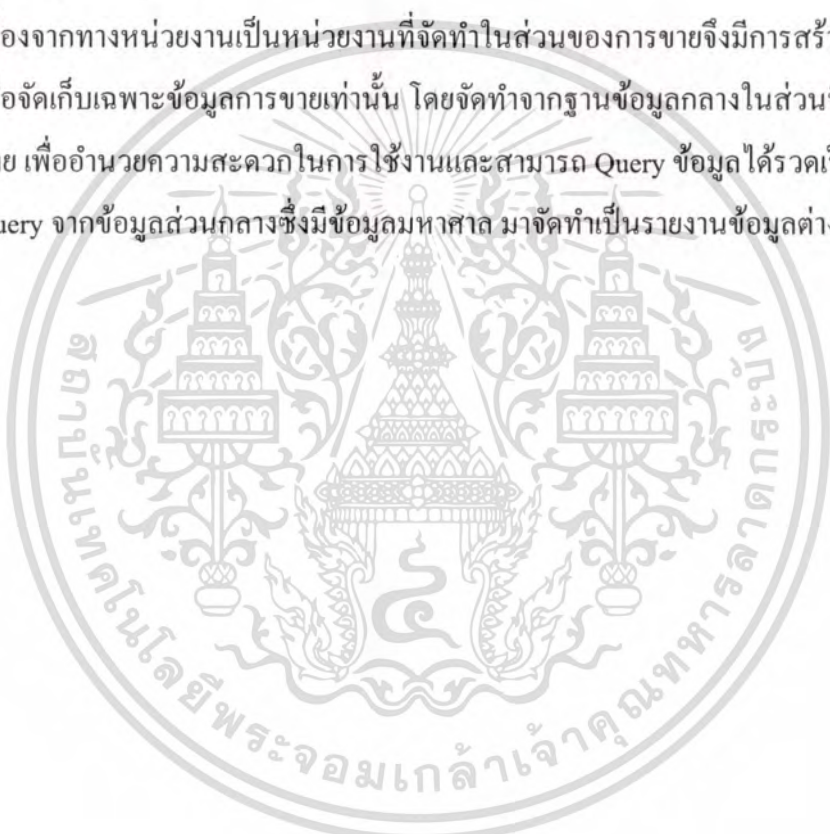 องจากทางหน่วยงานเป็นหน่วยงานที่จัดทำในส่วนของการขายจึงมีการสร้า
อจัดเก็บเฉพาะข้อมูลการขายเท่านั้น โดยจัดทำจากฐานข้อมูลกลางในส่วน
ย เพื่ออำนวยความสะดวกในการใช้งานและสามารถ Query ข้อมูลได้รวดเ
uery จากข้อมูลส่วนกลางซึ่งมีข้อมูลมหาศาล มาจัดทำเป็นรายงานข้อมูลต่าง
สถาบันเทคโนโลยีพระจอมเกล้าเจ้าคุณทหารลาดกระบัง